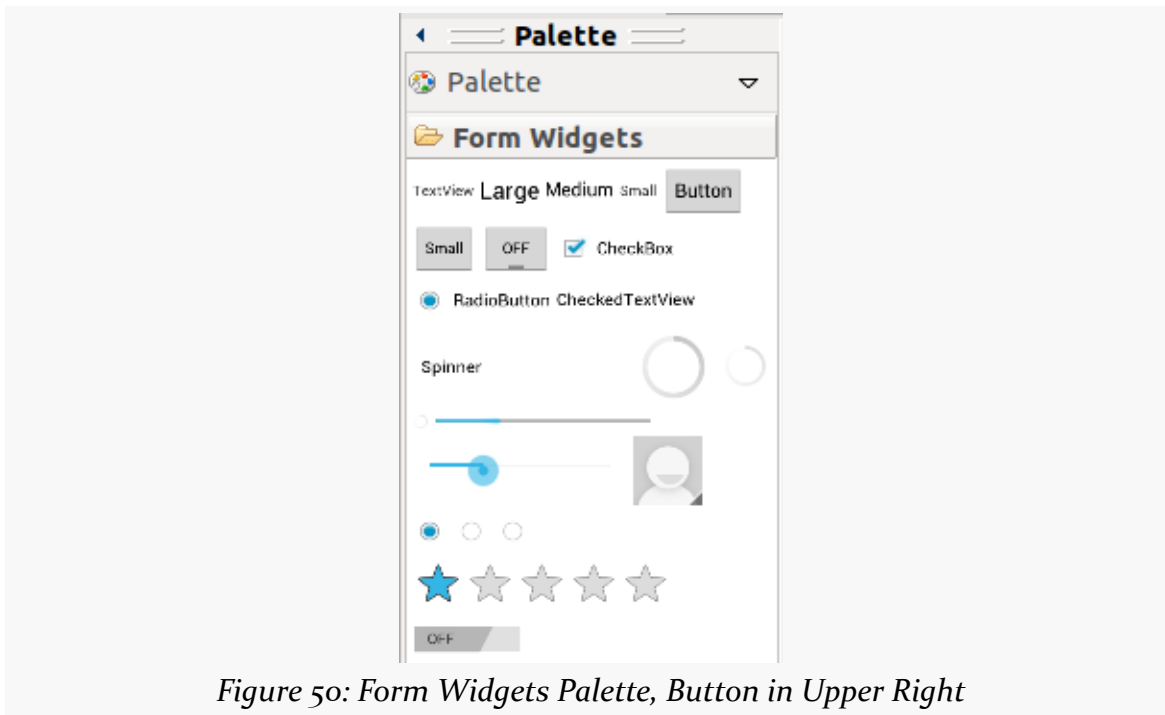 Palette
Palette
Form Widgets
TextView Large Medium Small Button
Small OFF CheckBox
RadioButton CheckedTextView
Spinner
OFF
Figure 50: Form Widgets Palette, Button in Upper Right